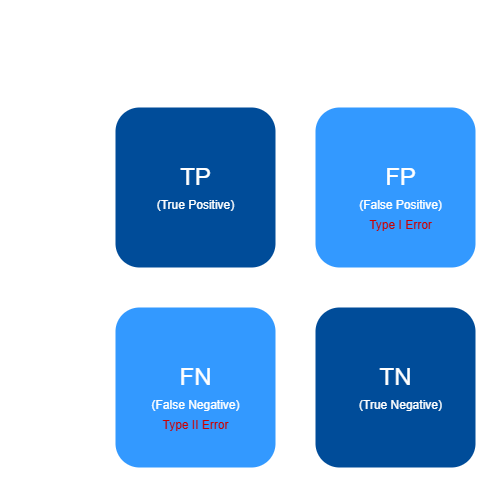 TP
(True Positive)
FP
(False Positive)
Type I Error
FN
(False Negative)
Type II Error
TN
(True Negative)